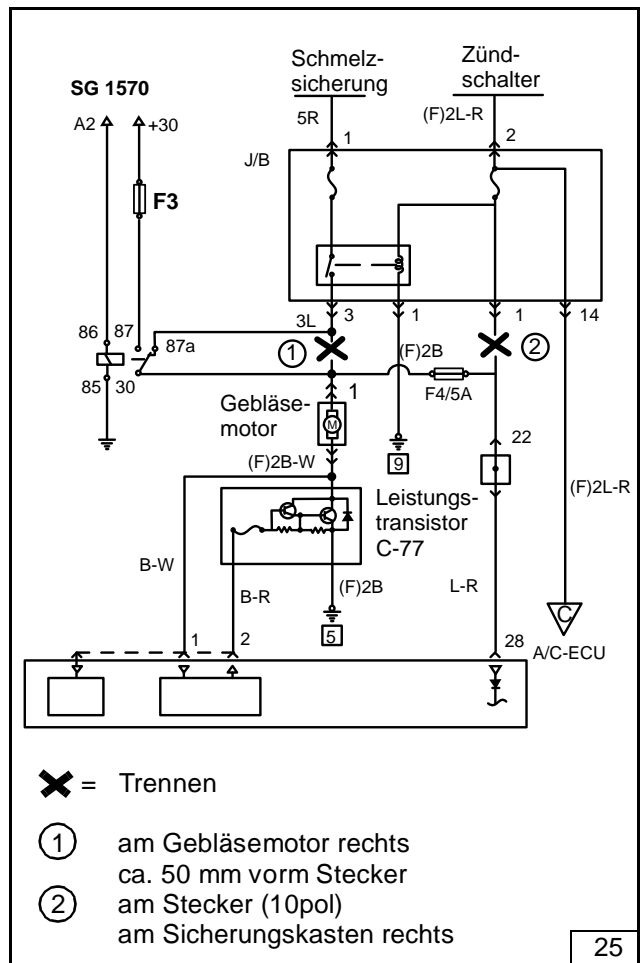 Schmelz-
sicherung
Zünd-
schalter
SG 1570
A2
+30
5R
1
(F)2L-R
2
J/B
F3
86
87
87a
3L
3
1
1
14
1
(F)2B
2
85
30
1
F4/5A
Gebläse-
motor
M
(F)2B-W
9
22
Leistungs-
transistor
C-77
(F)2L-R
B-W
B-R
(F)2B
L-R
5
C
1
2
28
A/C-ECU
= Trennen
1 am Gebläsemotor rechts
ca. 50 mm vorm Stecker
2 am Stecker (10pol)
am Sicherungskasten rechts
25